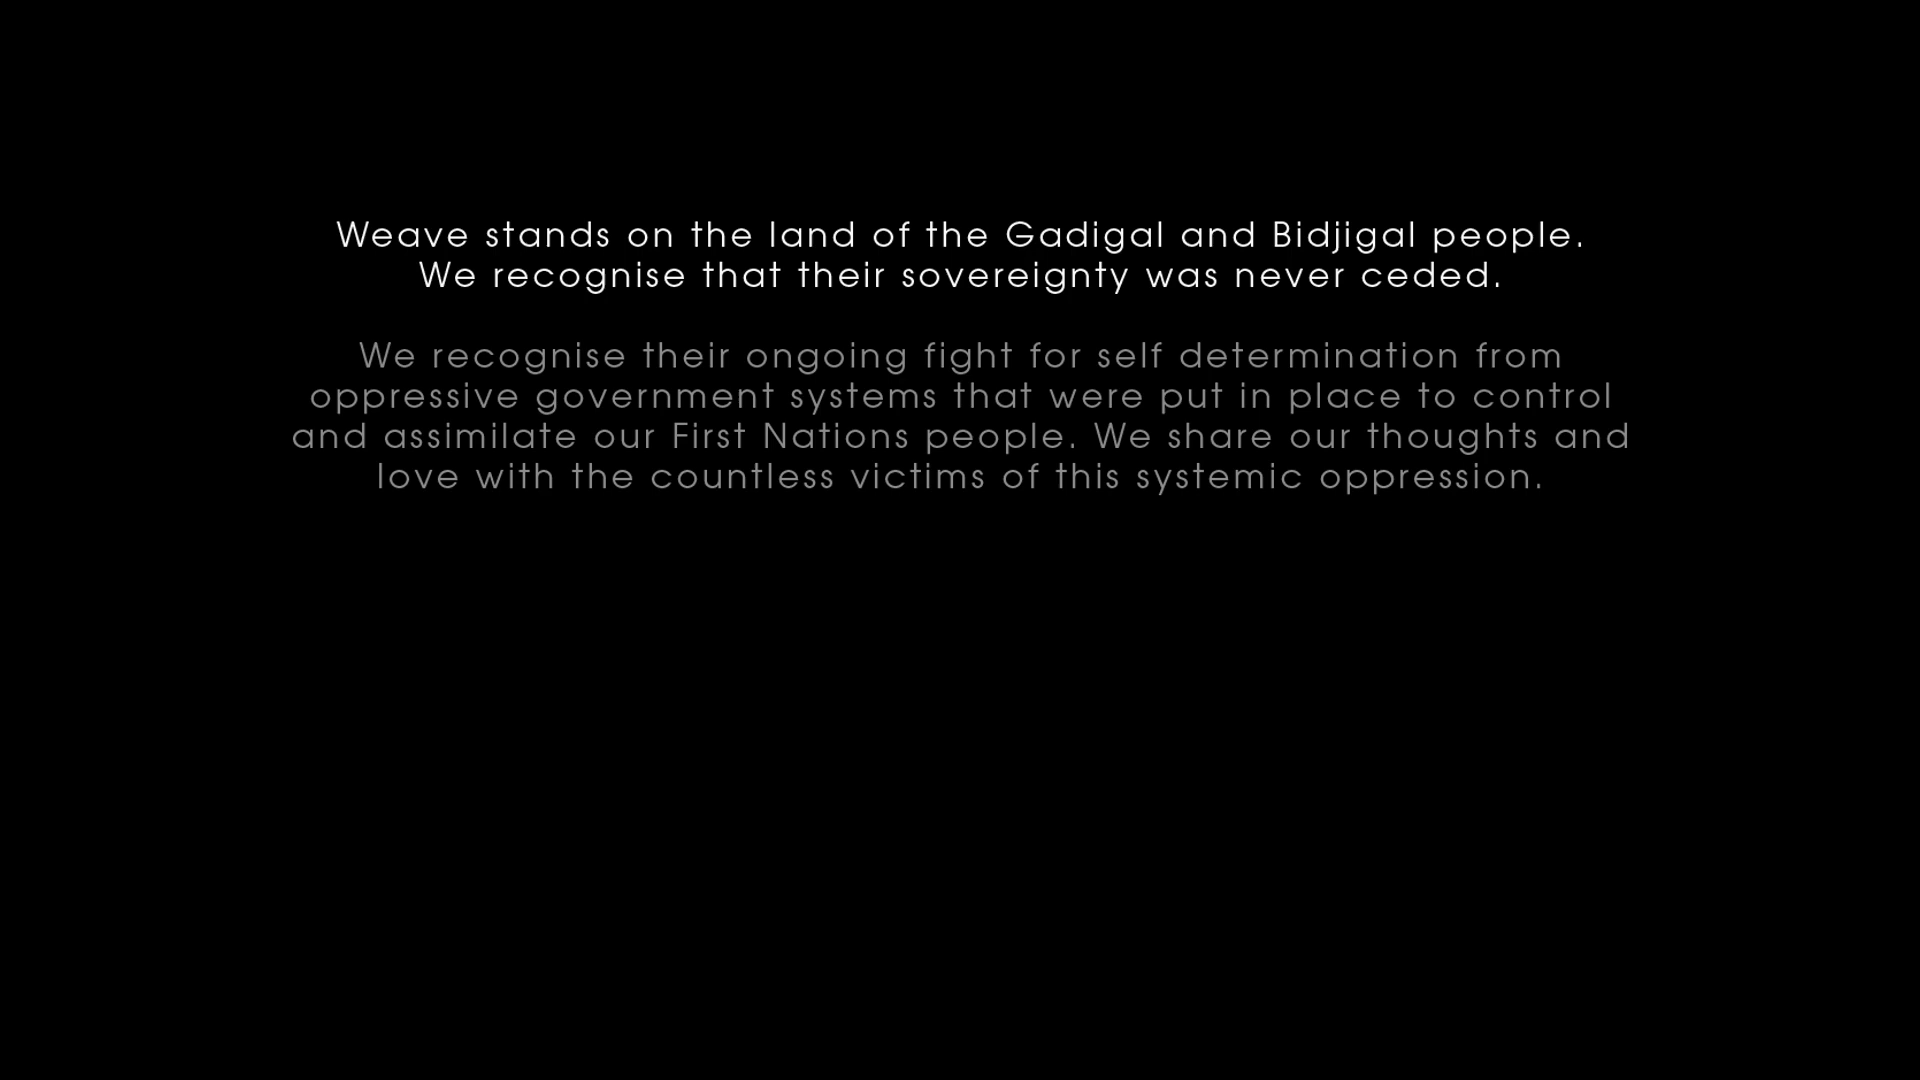 Weave stands on the land of the Gadigal and Bidjigal people.
We recognise that their sovereignty was never ceded.
We recognise their ongoing fight for self determination from
oppressive government systems that were put in place to control
and assimilate our First Nations people. We share our thoughts and
love with the countless victims of this systemic oppression.